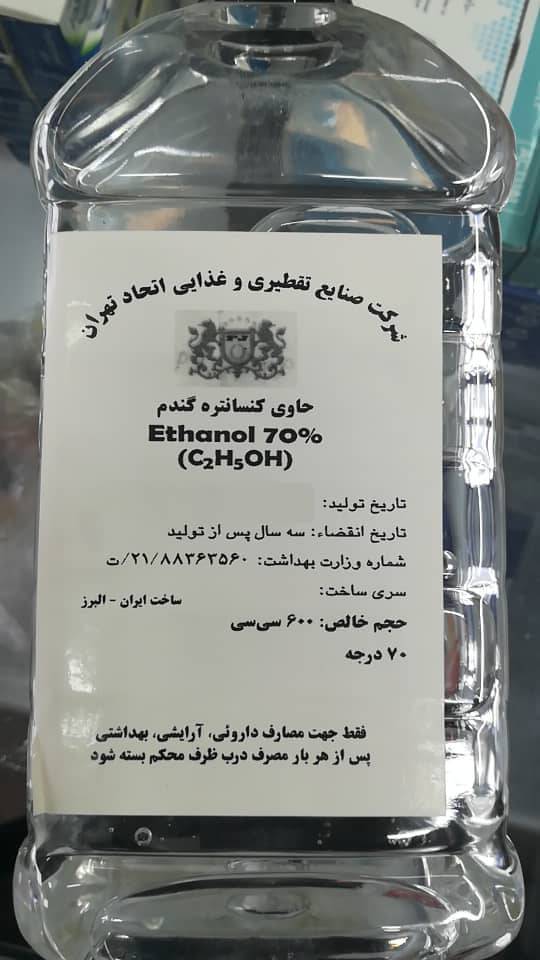 شرکت صنایع تقطیری و غذایی اتحاد تهران
حاوی کنسانتره گندم
Ethanol 70%
(C₂H₅OH)
تاریخ تولید:
تاریخ انقضاء: سه سال پس از تولید
شماره وزارت بهداشت: ۲۱/۸۸۳۶۳۵۶۰/ت
سری ساخت:
ساخت ایران - البرز
حجم خالص: ۶۰۰ سی‌سی
۷۰ درجه
فقط جهت مصارف داروئی، آرایشی، بهداشتی
پس از هر بار مصرف درب ظرف محکم بسته شود